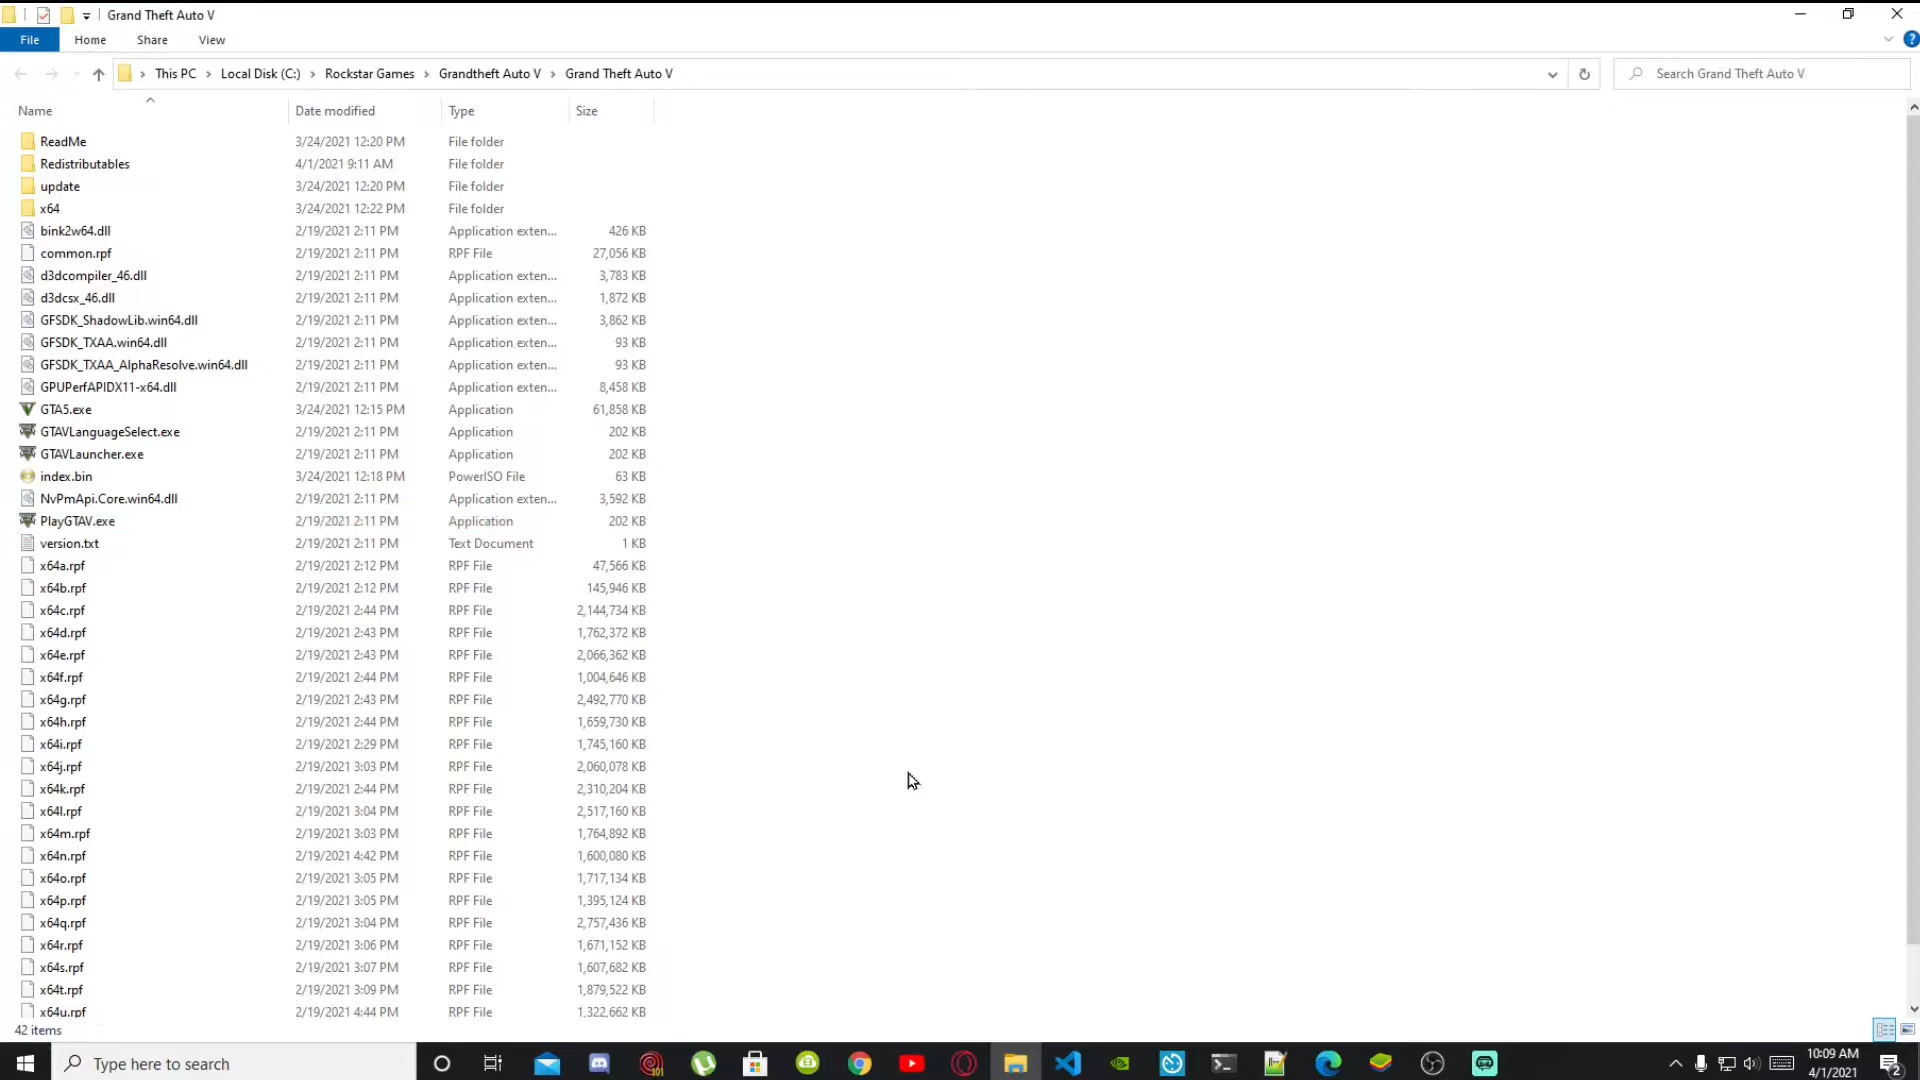 Grand Theft Auto V
File Home Share View
This PC Local Disk (C:) Rockstar Games Grandtheft Auto V Grand Theft Auto V
Search Grand Theft Auto V
Name Date modified Type Size
ReadMe 3/24/2021 12:20 PM File folder
Redistributables 4/1/2021 9:11 AM File folder
update 3/24/2021 12:20 PM File folder
x64 3/24/2021 12:22 PM File folder
bink2w64.dll 2/19/2021 2:11 PM Application exten... 426 KB
common.rpf 2/19/2021 2:11 PM RPF File 27,056 KB
d3dcompiler_46.dll 2/19/2021 2:11 PM Application exten... 3,783 KB
d3dcsx_46.dll 2/19/2021 2:11 PM Application exten... 1,872 KB
GFSDK_ShadowLib.win64.dll 2/19/2021 2:11 PM Application exten... 3,862 KB
GFSDK_TXAA.win64.dll 2/19/2021 2:11 PM Application exten... 93 KB
GFSDK_TXAA_AlphaResolve.win64.dll 2/19/2021 2:11 PM Application exten... 93 KB
GPUPerfAPIDX11-x64.dll 2/19/2021 2:11 PM Application exten... 8,458 KB
GTA5.exe 3/24/2021 12:15 PM Application 61,858 KB
GTAVLanguageSelect.exe 2/19/2021 2:11 PM Application 202 KB
GTAVLauncher.exe 2/19/2021 2:11 PM Application 202 KB
index.bin 3/24/2021 12:18 PM PowerISO File 63 KB
NvPmApi.Core.win64.dll 2/19/2021 2:11 PM Application exten... 3,592 KB
PlayGTAV.exe 2/19/2021 2:11 PM Application 202 KB
version.txt 2/19/2021 2:11 PM Text Document 1 KB
x64a.rpf 2/19/2021 2:12 PM RPF File 47,566 KB
x64b.rpf 2/19/2021 2:12 PM RPF File 145,946 KB
x64c.rpf 2/19/2021 2:44 PM RPF File 2,144,734 KB
x64d.rpf 2/19/2021 2:43 PM RPF File 1,762,372 KB
x64e.rpf 2/19/2021 2:43 PM RPF File 2,066,362 KB
x64f.rpf 2/19/2021 2:44 PM RPF File 1,004,646 KB
x64g.rpf 2/19/2021 2:43 PM RPF File 2,492,770 KB
x64h.rpf 2/19/2021 2:44 PM RPF File 1,659,730 KB
x64i.rpf 2/19/2021 2:29 PM RPF File 1,745,160 KB
x64j.rpf 2/19/2021 3:03 PM RPF File 2,060,078 KB
x64k.rpf 2/19/2021 2:44 PM RPF File 2,310,204 KB
x64l.rpf 2/19/2021 3:04 PM RPF File 2,517,160 KB
x64m.rpf 2/19/2021 3:03 PM RPF File 1,764,892 KB
x64n.rpf 2/19/2021 4:42 PM RPF File 1,600,080 KB
x64o.rpf 2/19/2021 3:05 PM RPF File 1,717,134 KB
x64p.rpf 2/19/2021 3:05 PM RPF File 1,395,124 KB
x64q.rpf 2/19/2021 3:04 PM RPF File 2,757,436 KB
x64r.rpf 2/19/2021 3:06 PM RPF File 1,671,152 KB
x64s.rpf 2/19/2021 3:07 PM RPF File 1,607,682 KB
x64t.rpf 2/19/2021 3:09 PM RPF File 1,879,522 KB
x64u.rpf 2/19/2021 4:44 PM RPF File 1,322,662 KB
42 items
Type here to search
10:09 AM
4/1/2021
2